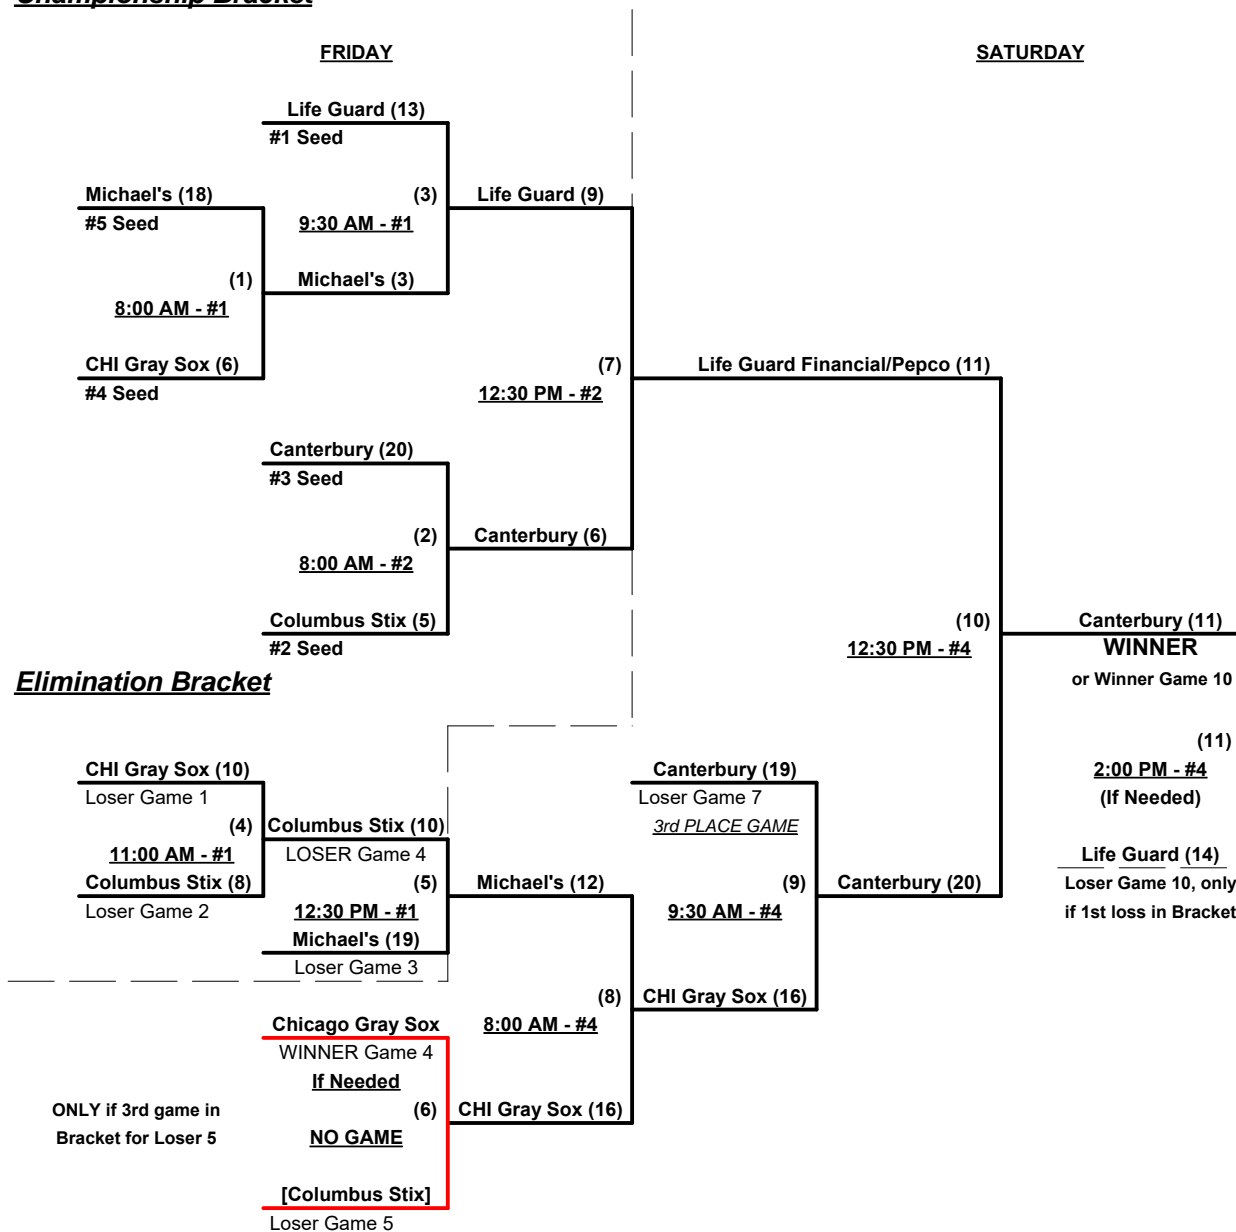 Championship Bracket
FRIDAY
SATURDAY
Life Guard (13)
#1 Seed
Michael's (18)
(3)
Life Guard (9)
#5 Seed
9:30 AM - #1
(1)
Michael's (3)
8:00 AM - #1
CHI Gray Sox (6)
(7)
Life Guard Financial/Pepco (11)
#4 Seed
12:30 PM - #2
Canterbury (20)
#3 Seed
(2)
Canterbury (6)
8:00 AM - #2
Columbus Stix (5)
(10)
Canterbury (11)
#2 Seed
12:30 PM - #4
WINNER
or Winner Game 10
Elimination Bracket
(11)
CHI Gray Sox (10)
Canterbury (19)
2:00 PM - #4
Loser Game 1
Loser Game 7
(If Needed)
(4)
Columbus Stix (10)
3rd PLACE GAME
11:00 AM - #1
LOSER Game 4
Life Guard (14)
Columbus Stix (8)
(5)
Michael's (12)
(9)
Canterbury (20)
Loser Game 10, only
Loser Game 2
12:30 PM - #1
9:30 AM - #4
if 1st loss in Bracket
Michael's (19)
Loser Game 3
(8)
CHI Gray Sox (16)
Chicago Gray Sox
8:00 AM - #4
WINNER Game 4
If Needed
ONLY if 3rd game in
(6)
CHI Gray Sox (16)
Bracket for Loser 5
NO GAME
[Columbus Stix]
Loser Game 5